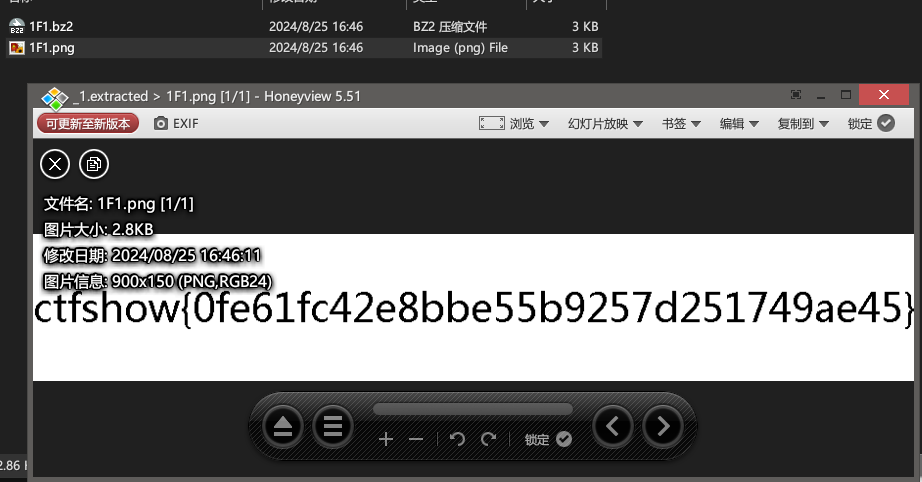 1F1.bz2 2024/8/25 16:46 BZ2 压缩文件 3 KB
1F1.png 2024/8/25 16:46 Image (png) File 3 KB
_1.extracted > 1F1.png [1/1] - Honeyview 5.51
可更新至新版本 EXIF 浏览 幻灯片放映 书签 编辑 复制到 锁定
文件名: 1F1.png [1/1]
图片大小: 2.8KB
修改日期: 2024/08/25 16:46:11
图片信息: 900x150 (PNG,RGB24)
ctfshow{0fe61fc42e8bbe55b9257d251749ae45}
锁定
2.86